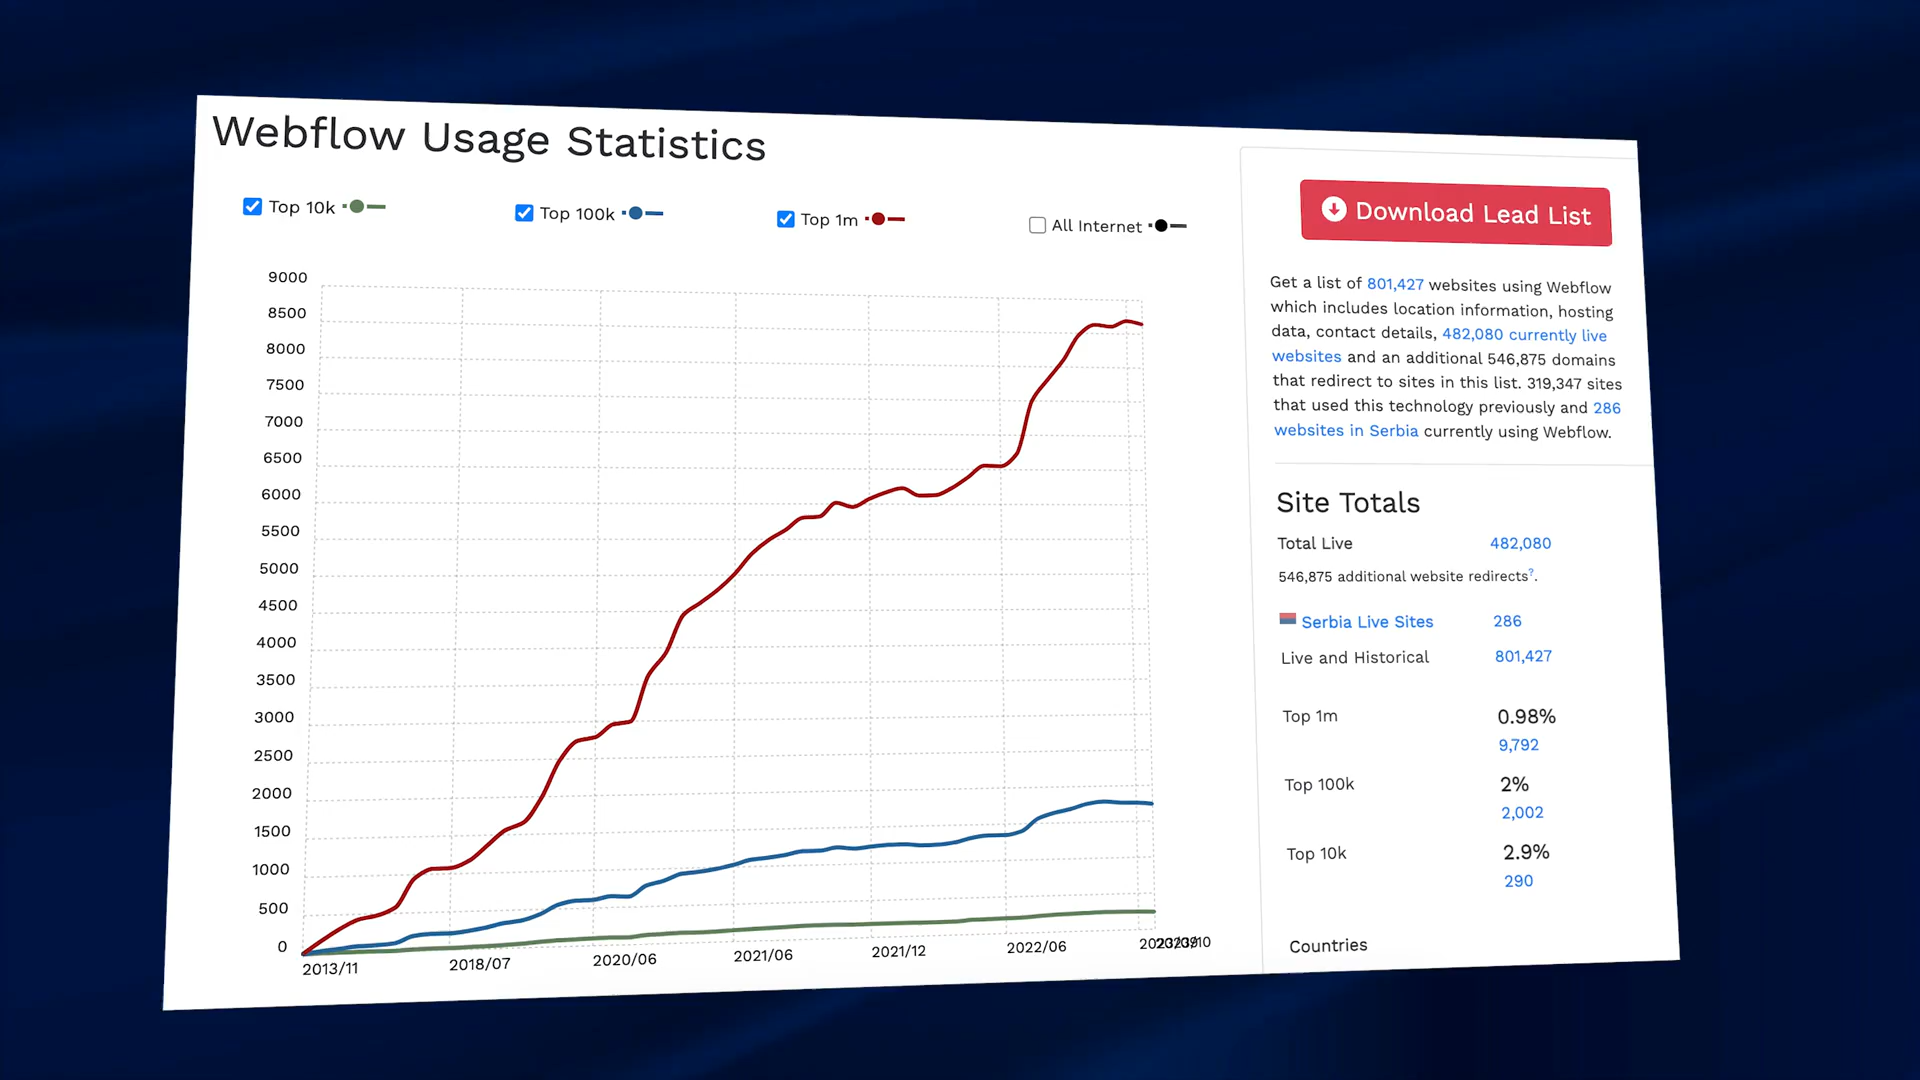 Webflow Usage Statistics
Top 10k
Top 100k
Top 1m
All Internet
9000
8500
8000
7500
7000
6500
6000
5500
5000
4500
4000
3500
3000
2500
2000
1500
1000
500
0
2013/11
2018/07
2020/06
2021/06
2021/12
2022/06
Download Lead List
Get a list of 801,427 websites using Webflow
which includes location information, hosting
data, contact details, 482,080 currently live
websites and an additional 546,875 domains
that redirect to sites in this list. 319,347 sites
that used this technology previously and 286
websites in Serbia currently using Webflow.
Site Totals
Total Live 482,080
546,875 additional website redirects?.
Serbia Live Sites 286
Live and Historical 801,427
Top 1m 0.98%
9,792
Top 100k 2%
2,002
Top 10k 2.9%
290
Countries